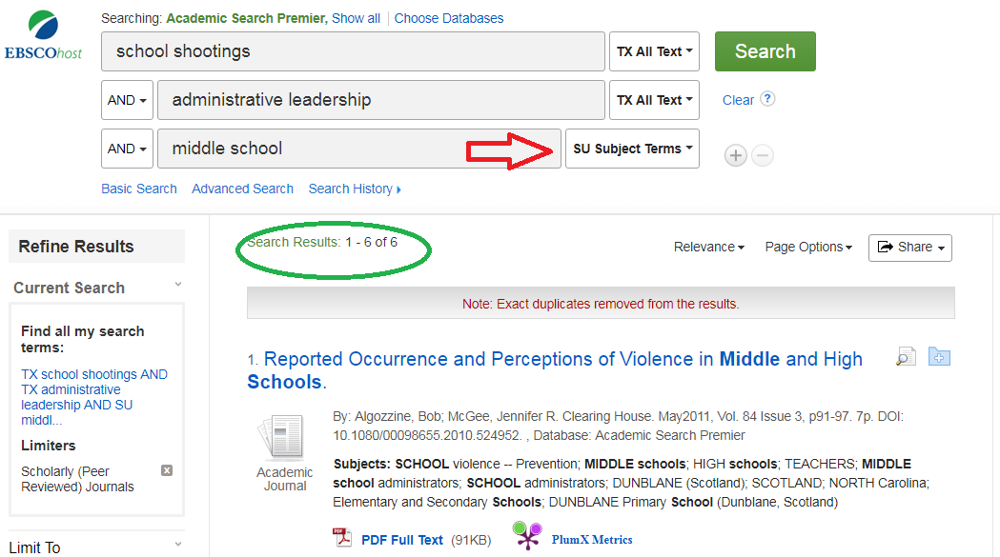 Searching: Academic Search Premier, Show all | Choose Databases
EBSCOhost
school shootings TX All Text Search
AND administrative leadership TX All Text Clear ?
AND middle school SU Subject Terms
Basic Search Advanced Search Search History
Refine Results
Current Search
Find all my search
terms:
TX school shootings AND
TX administrative
leadership AND SU
middl...
Limiters
Scholarly (Peer
Reviewed) Journals
Limit To
Search Results: 1 - 6 of 6
Relevance Page Options Share
Note: Exact duplicates removed from the results.
1. Reported Occurrence and Perceptions of Violence in Middle and High
Schools.
Academic
Journal
By: Algozzine, Bob; McGee, Jennifer R. Clearing House. May2011, Vol. 84 Issue 3, p91-97. 7p. DOI:
10.1080/00098655.2010.524952. , Database: Academic Search Premier
Subjects: SCHOOL violence -- Prevention; MIDDLE schools; HIGH schools; TEACHERS; MIDDLE
school administrators; SCHOOL administrators; DUNBLANE (Scotland); SCOTLAND; NORTH Carolina;
Elementary and Secondary Schools; DUNBLANE Primary School (Dunblane, Scotland)
PDF PDF Full Text (91KB) PlumX Metrics